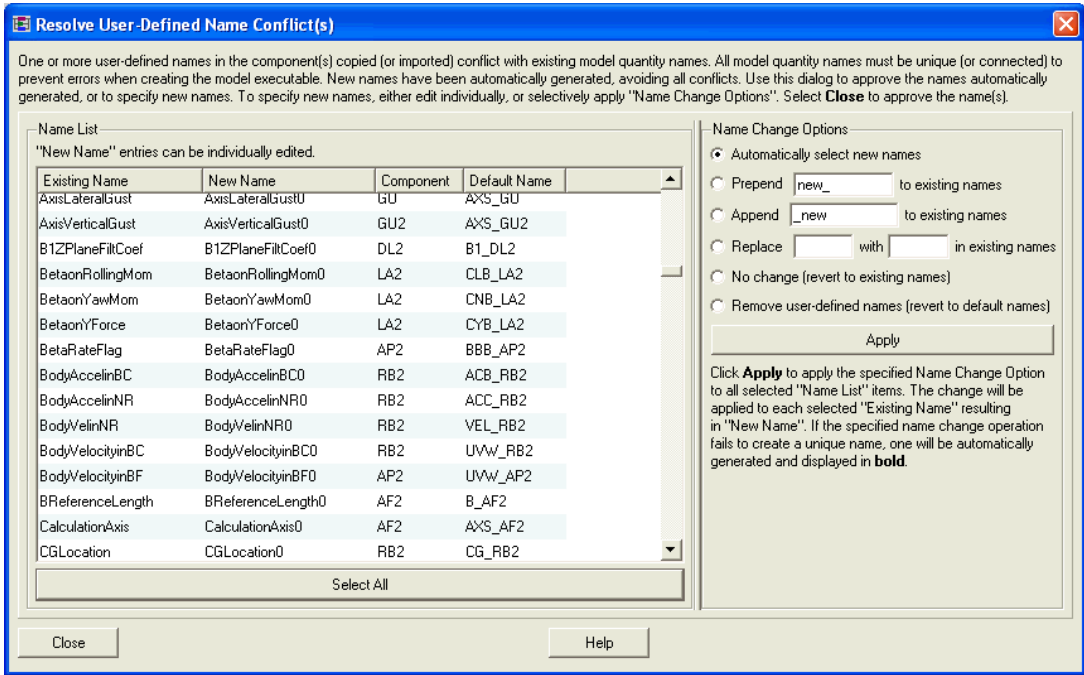 Resolve User-Defined Name Conflict(s)
One or more user-defined names in the component(s) copied (or imported) conflict with existing model quantity names. All model quantity names must be unique (or connected) to
prevent errors when creating the model executable. New names have been automatically generated, avoiding all conflicts. Use this dialog to approve the names automatically
generated, or to specify new names. To specify new names, either edit individually, or selectively apply "Name Change Options". Select Close to approve the name(s).
Name List
"New Name" entries can be individually edited.
Existing Name New Name Component Default Name
AxisLateralGust AxisLateralGust0 GU AXS_GU
AxisVerticalGust AxisVerticalGust0 GU2 AXS_GU2
B1ZPlaneFiltCoef B1ZPlaneFiltCoef0 DL2 B1_DL2
BetaonRollingMom BetaonRollingMom0 LA2 CLB_LA2
BetaonYawMom BetaonYawMom0 LA2 CNB_LA2
BetaonYForce BetaonYForce0 LA2 CYB_LA2
BetaRateFlag BetaRateFlag0 AP2 BBB_AP2
BodyAccelinBC BodyAccelinBC0 RB2 ACB_RB2
BodyAccelinNR BodyAccelinNR0 RB2 ACC_RB2
BodyVelinNR BodyVelinNR0 RB2 VEL_RB2
BodyVelocityinBC BodyVelocityinBC0 RB2 UVW_RB2
BodyVelocityinBF BodyVelocityinBF0 AP2 UVW_AP2
BReferenceLength BReferenceLength0 AF2 B_AF2
CalculationAxis CalculationAxis0 AF2 AXS_AF2
CGLocation CGLocation0 RB2 CG_RB2
Select All
Name Change Options
Automatically select new names
Prepend new_ to existing names
Append _new to existing names
Replace with in existing names
No change (revert to existing names)
Remove user-defined names (revert to default names)
Apply
Click Apply to apply the specified Name Change Option
to all selected "Name List" items. The change will be
applied to each selected "Existing Name" resulting
in "New Name". If the specified name change operation
fails to create a unique name, one will be automatically
generated and displayed in bold.
Close Help